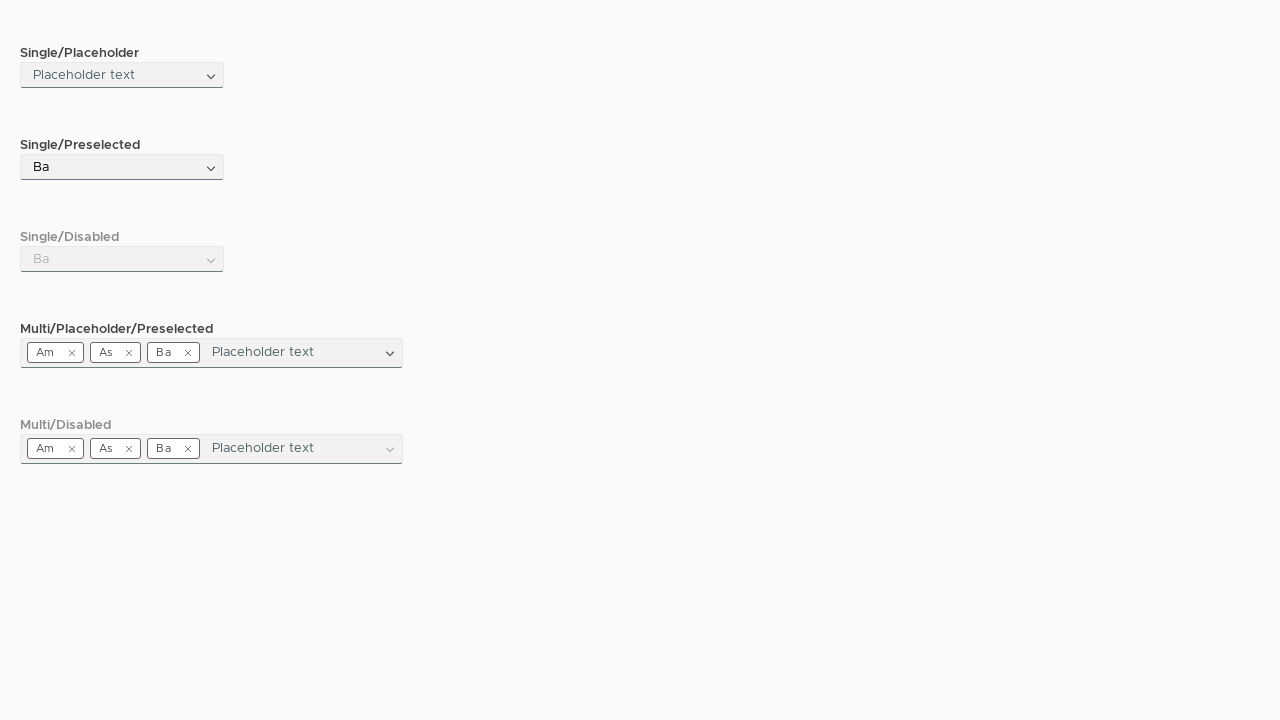 Single/Placeholder
Placeholder text
Single/Preselected
Ba
Single/Disabled
Ba
Multi/Placeholder/Preselected
Am As Ba Placeholder text
Multi/Disabled
Am As Ba Placeholder text